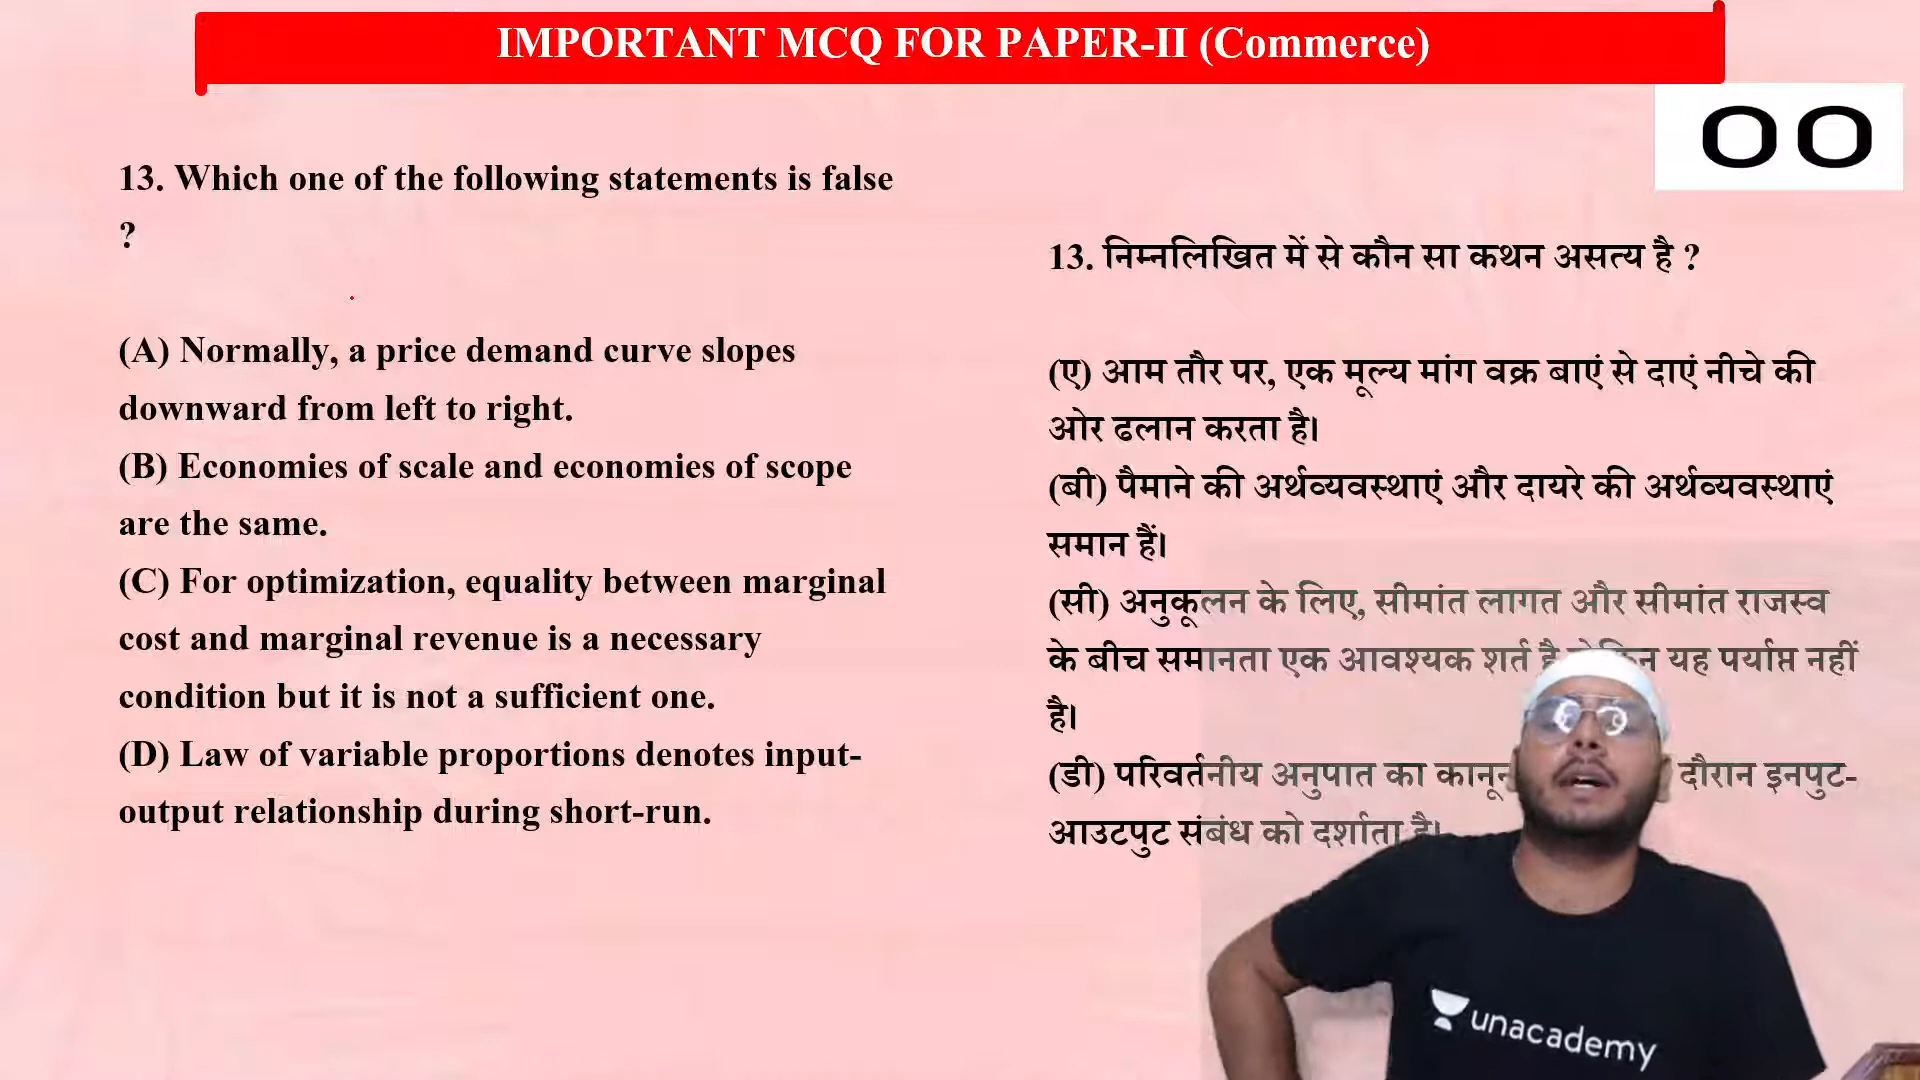 IMPORTANT MCQ FOR PAPER-II (Commerce)
OO
13. Which one of the following statements is false
?
(A) Normally, a price demand curve slopes
downward from left to right.
(B) Economies of scale and economies of scope
are the same.
(C) For optimization, equality between marginal
cost and marginal revenue is a necessary
condition but it is not a sufficient one.
(D) Law of variable proportions denotes input-
output relationship during short-run.
13. निम्नलिखित में से कौन सा कथन असत्य है ?
(ए) आम तौर पर, एक मूल्य मांग वक्र बाएं से दाएं नीचे की
ओर ढलान करता है।
(बी) पैमाने की अर्थव्यवस्थाएं और दायरे की अर्थव्यवस्थाएं
समान हैं।
(सी) अनुकूलन के लिए, सीमांत लागत और सीमांत राजस्व
के बीच समानता एक आवश्यक शर्त है यह पर्याप्त नहीं
है।
(डी) परिवर्तनीय अनुपात का दौरान इनपुट-
आउटपुट संबंध को दर्शाता है।
unacademy